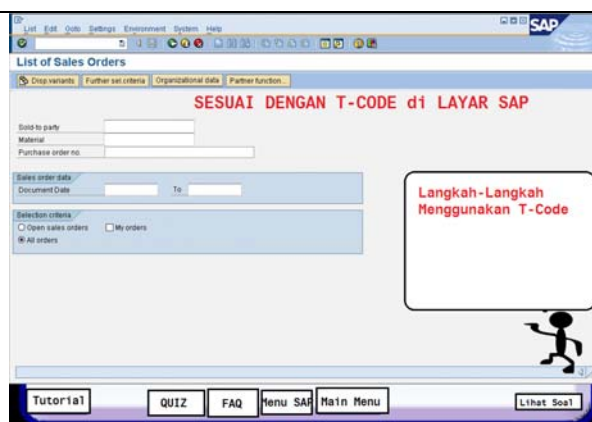 List Edit Goto Settings Environment System Help
SAP
List of Sales Orders
Disp.variants Further sel.criteria Organizational data Partner function...
SESUAI DENGAN T-CODE di LAYAR SAP
Sold-to party
Material
Purchase order no.
Sales order data
Document Date To
Selection criteria
Open sales orders My orders
All orders
Langkah-Langkah
Menggunakan T-Code
Tutorial QUIZ FAQ Menu SAP Main Menu Lihat Soal